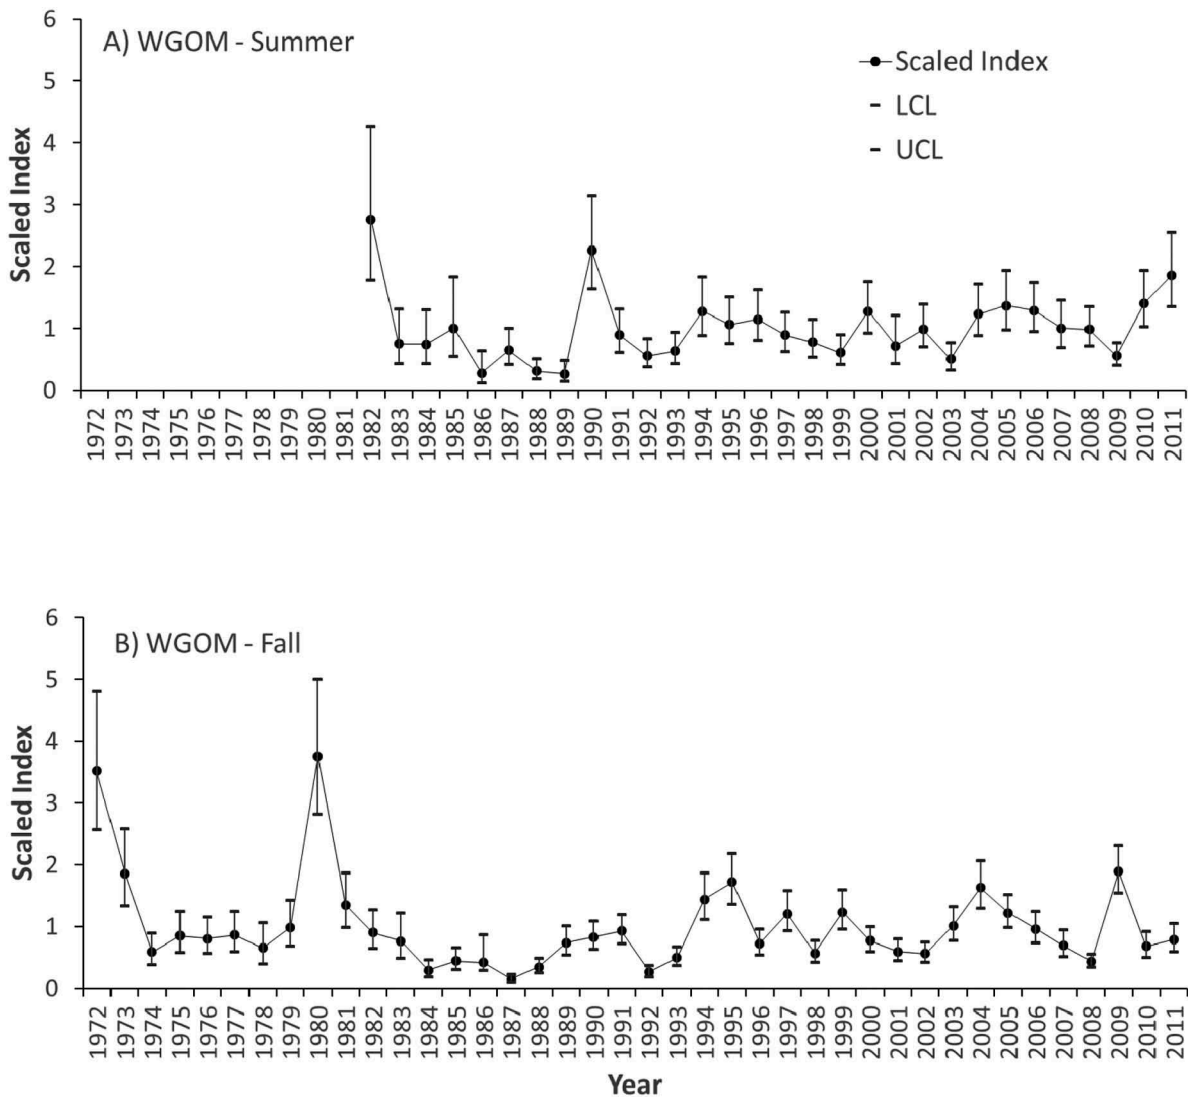 A) WGOM - Summer
Scaled Index
LCL
UCL
Scaled Index
6
5
4
3
2
1
0
1972 1973 1974 1975 1976 1977 1978 1979 1980 1981 1982 1983 1984 1985 1986 1987 1988 1989 1990 1991 1992 1993 1994 1995 1996 1997 1998 1999 2000 2001 2002 2003 2004 2005 2006 2007 2008 2009 2010 2011
B) WGOM - Fall
Scaled Index
6
5
4
3
2
1
0
1972 1973 1974 1975 1976 1977 1978 1979 1980 1981 1982 1983 1984 1985 1986 1987 1988 1989 1990 1991 1992 1993 1994 1995 1996 1997 1998 1999 2000 2001 2002 2003 2004 2005 2006 2007 2008 2009 2010 2011
Year